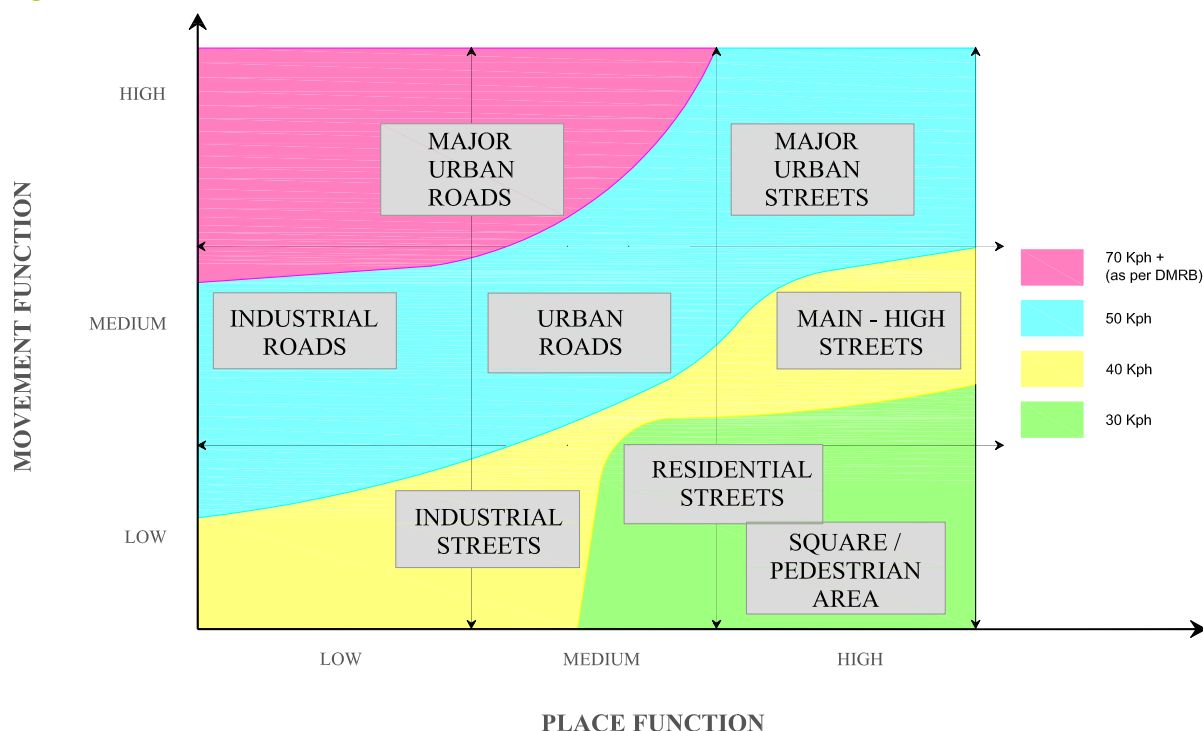 HIGH
MAJOR
URBAN
ROADS
MAJOR
URBAN
STREETS
MOVEMENT FUNCTION
70 Kph +
(as per DMRB)
50 Kph
40 Kph
30 Kph
MEDIUM
INDUSTRIAL
ROADS
URBAN
ROADS
MAIN - HIGH
STREETS
LOW
INDUSTRIAL
STREETS
RESIDENTIAL
STREETS
SQUARE /
PEDESTRIAN
AREA
LOW
MEDIUM
HIGH
PLACE FUNCTION